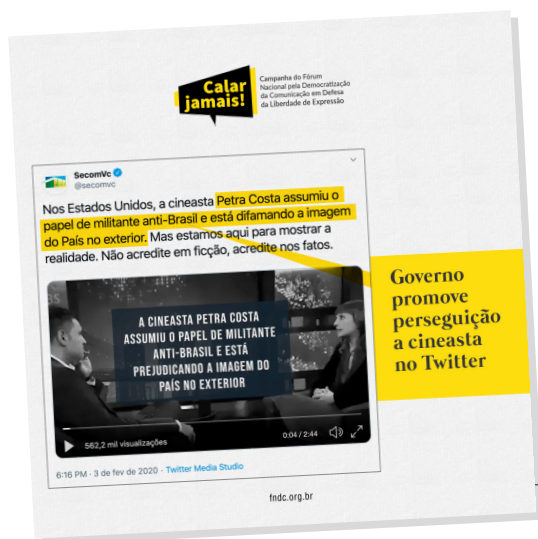 Calar
jamais!
Campanha do Fórum
Nacional pela Democratização
da Comunicação em Defesa
da Liberdade de Expressão
SecomVc
@secomvc
Nos Estados Unidos, a cineasta Petra Costa assumiu o
papel de militante anti-Brasil e está difamando a imagem
do País no exterior. Mas estamos aqui para mostrar a
realidade. Não acredite em ficção, acredite nos fatos.
A CINEASTA PETRA COSTA
ASSUMIU O PAPEL DE MILITANTE
ANTI-BRASIL E ESTÁ
PREJUDICANDO A IMAGEM DO
PAÍS NO EXTERIOR
562,2 mil visualizações
0:04 / 2:44
6:16 PM · 3 de fev de 2020 · Twitter Media Studio
Governo
promove
perseguição
a cineasta
no Twitter
fndc.org.br